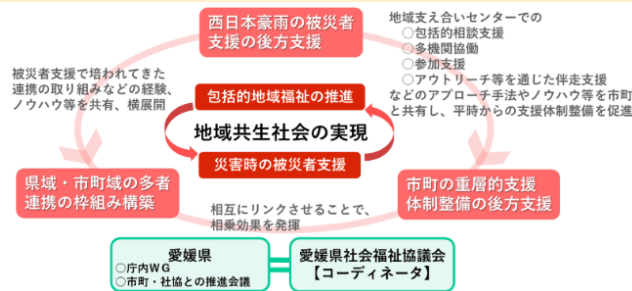 西日本豪雨の被災者
支援の後方支援
地域支え合いセンターでの
○包括的相談支援
○多機関協働
○参加支援
○アウトリーチ等を通じた伴走支援
などのアプローチ手法やノウハウ等を市町
と共有し、平時からの支援体制整備を促進
被災者支援で培われてきた
連携の取り組みなどの経験、
ノウハウ等を共有、横展開
包括的地域福祉の推進
地域共生社会の実現
災害時の被災者支援
県域・市町域の多者
連携の枠組み構築
市町の重層的支援
体制整備の後方支援
相互にリンクさせることで、
相乗効果を発揮
愛媛県
○庁内WG
○市町・社協との推進会議
愛媛県社会福祉協議会
【コーディネータ】